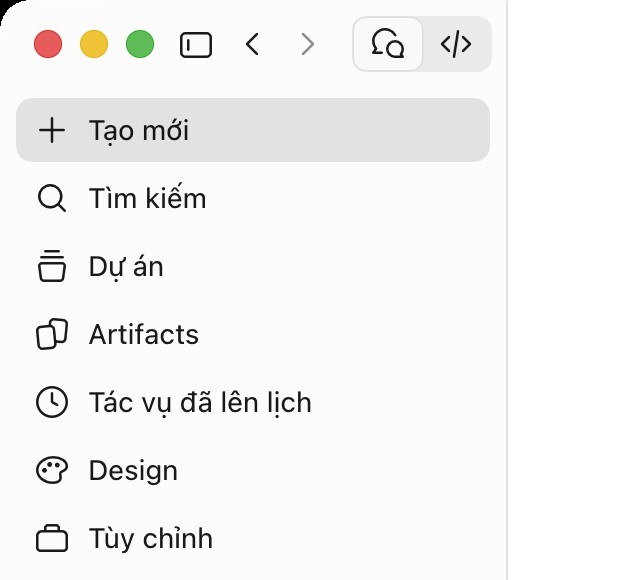 Tạo mới
Tìm kiếm
Dự án
Artifacts
Tác vụ đã lên lịch
Design
Tùy chỉnh